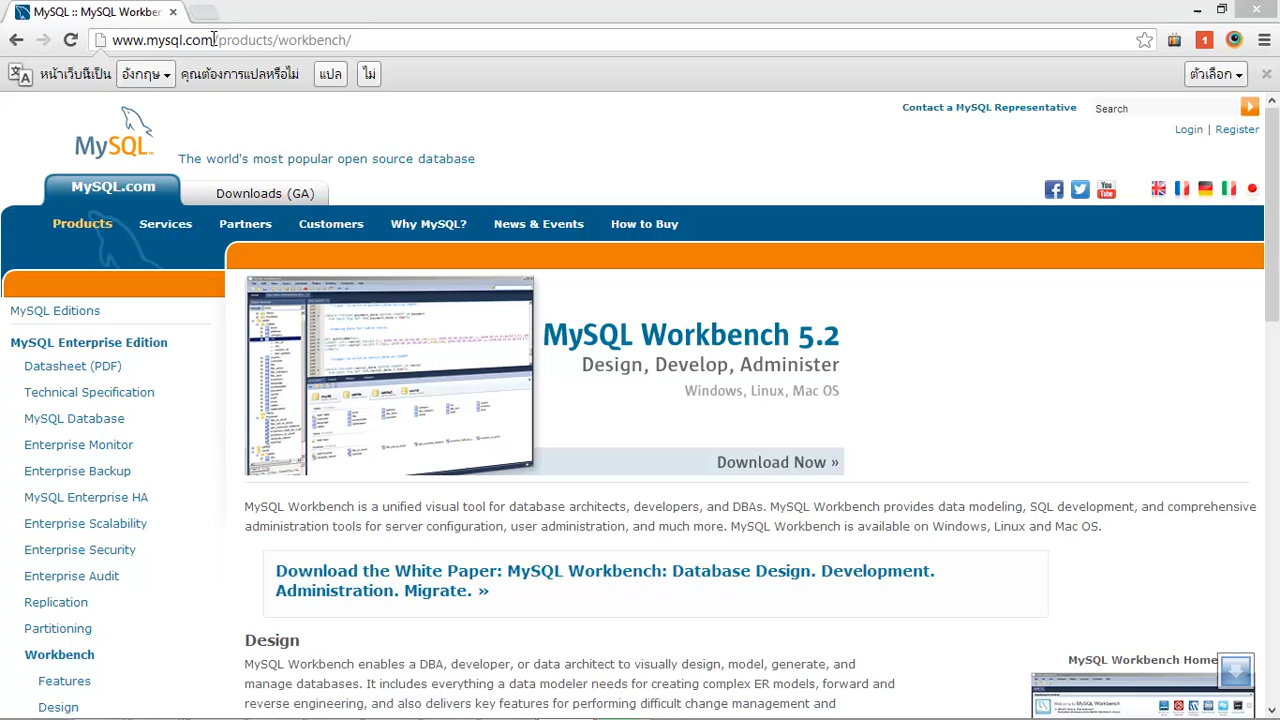 MySQL :: MySQL Workber
www.mysql.com/products/workbench/
หน้าเว็บนี้เป็น อังกฤษ คุณต้องการแปลหรือไม่ แปล ไม่ ตัวเลือก
1
Contact a MySQL Representative
Search
Login | Register
MySQL
The world's most popular open source database
MySQL.com
Downloads (GA)
You Tube
Products
Services
Partners
Customers
Why MySQL?
News & Events
How to Buy
MySQL Editions
MySQL Enterprise Edition
Datasheet (PDF)
Technical Specification
MySQL Database
Enterprise Monitor
Enterprise Backup
MySQL Enterprise HA
Enterprise Scalability
Enterprise Security
Enterprise Audit
Replication
Partitioning
Workbench
Features
Design
MySQL Workbench 5.2
Design, Develop, Administer
Windows, Linux, Mac OS
Download Now »
MySQL Workbench is a unified visual tool for database architects, developers, and DBAs. MySQL Workbench provides data modeling, SQL development, and comprehensive
administration tools for server configuration, user administration, and much more. MySQL Workbench is available on Windows, Linux and Mac OS.
Download the White Paper: MySQL Workbench: Database Design. Development.
Administration. Migrate. »
Design
MySQL Workbench enables a DBA, developer, or data architect to visually design, model, generate, and
manage databases. It includes everything a data modeler needs for creating complex ER models, forward and
reverse engineering, and also delivers key features for performing difficult change management and
MySQL Workbench Home